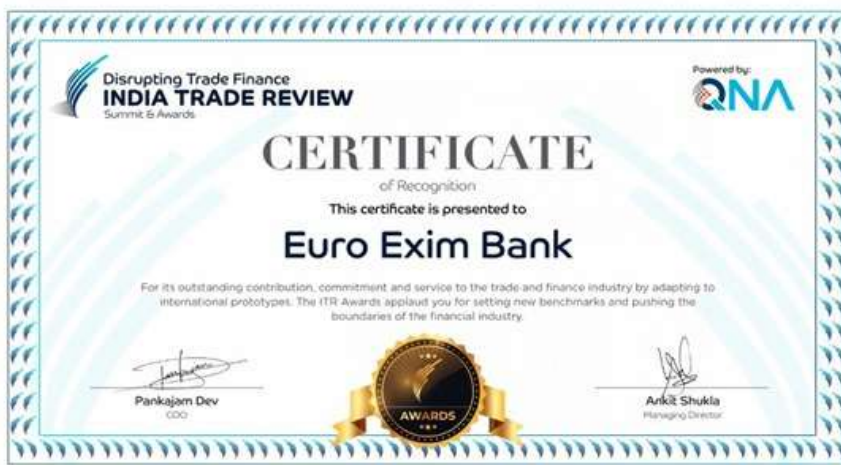 Disrupting Trade Finance
INDIA TRADE REVIEW
Summit & Awards
Powered by:
QNA
CERTIFICATE
of Recognition
This certificate is presented to
Euro Exim Bank
For its outstanding contribution, commitment and service to the trade and finance industry by adapting to
international prototypes. The ITR Awards applaud you for setting new benchmarks and pushing the
boundaries of the financial industry.
Pankajam Dev
COO
AWARDS
Ankit Shukla
Managing Director